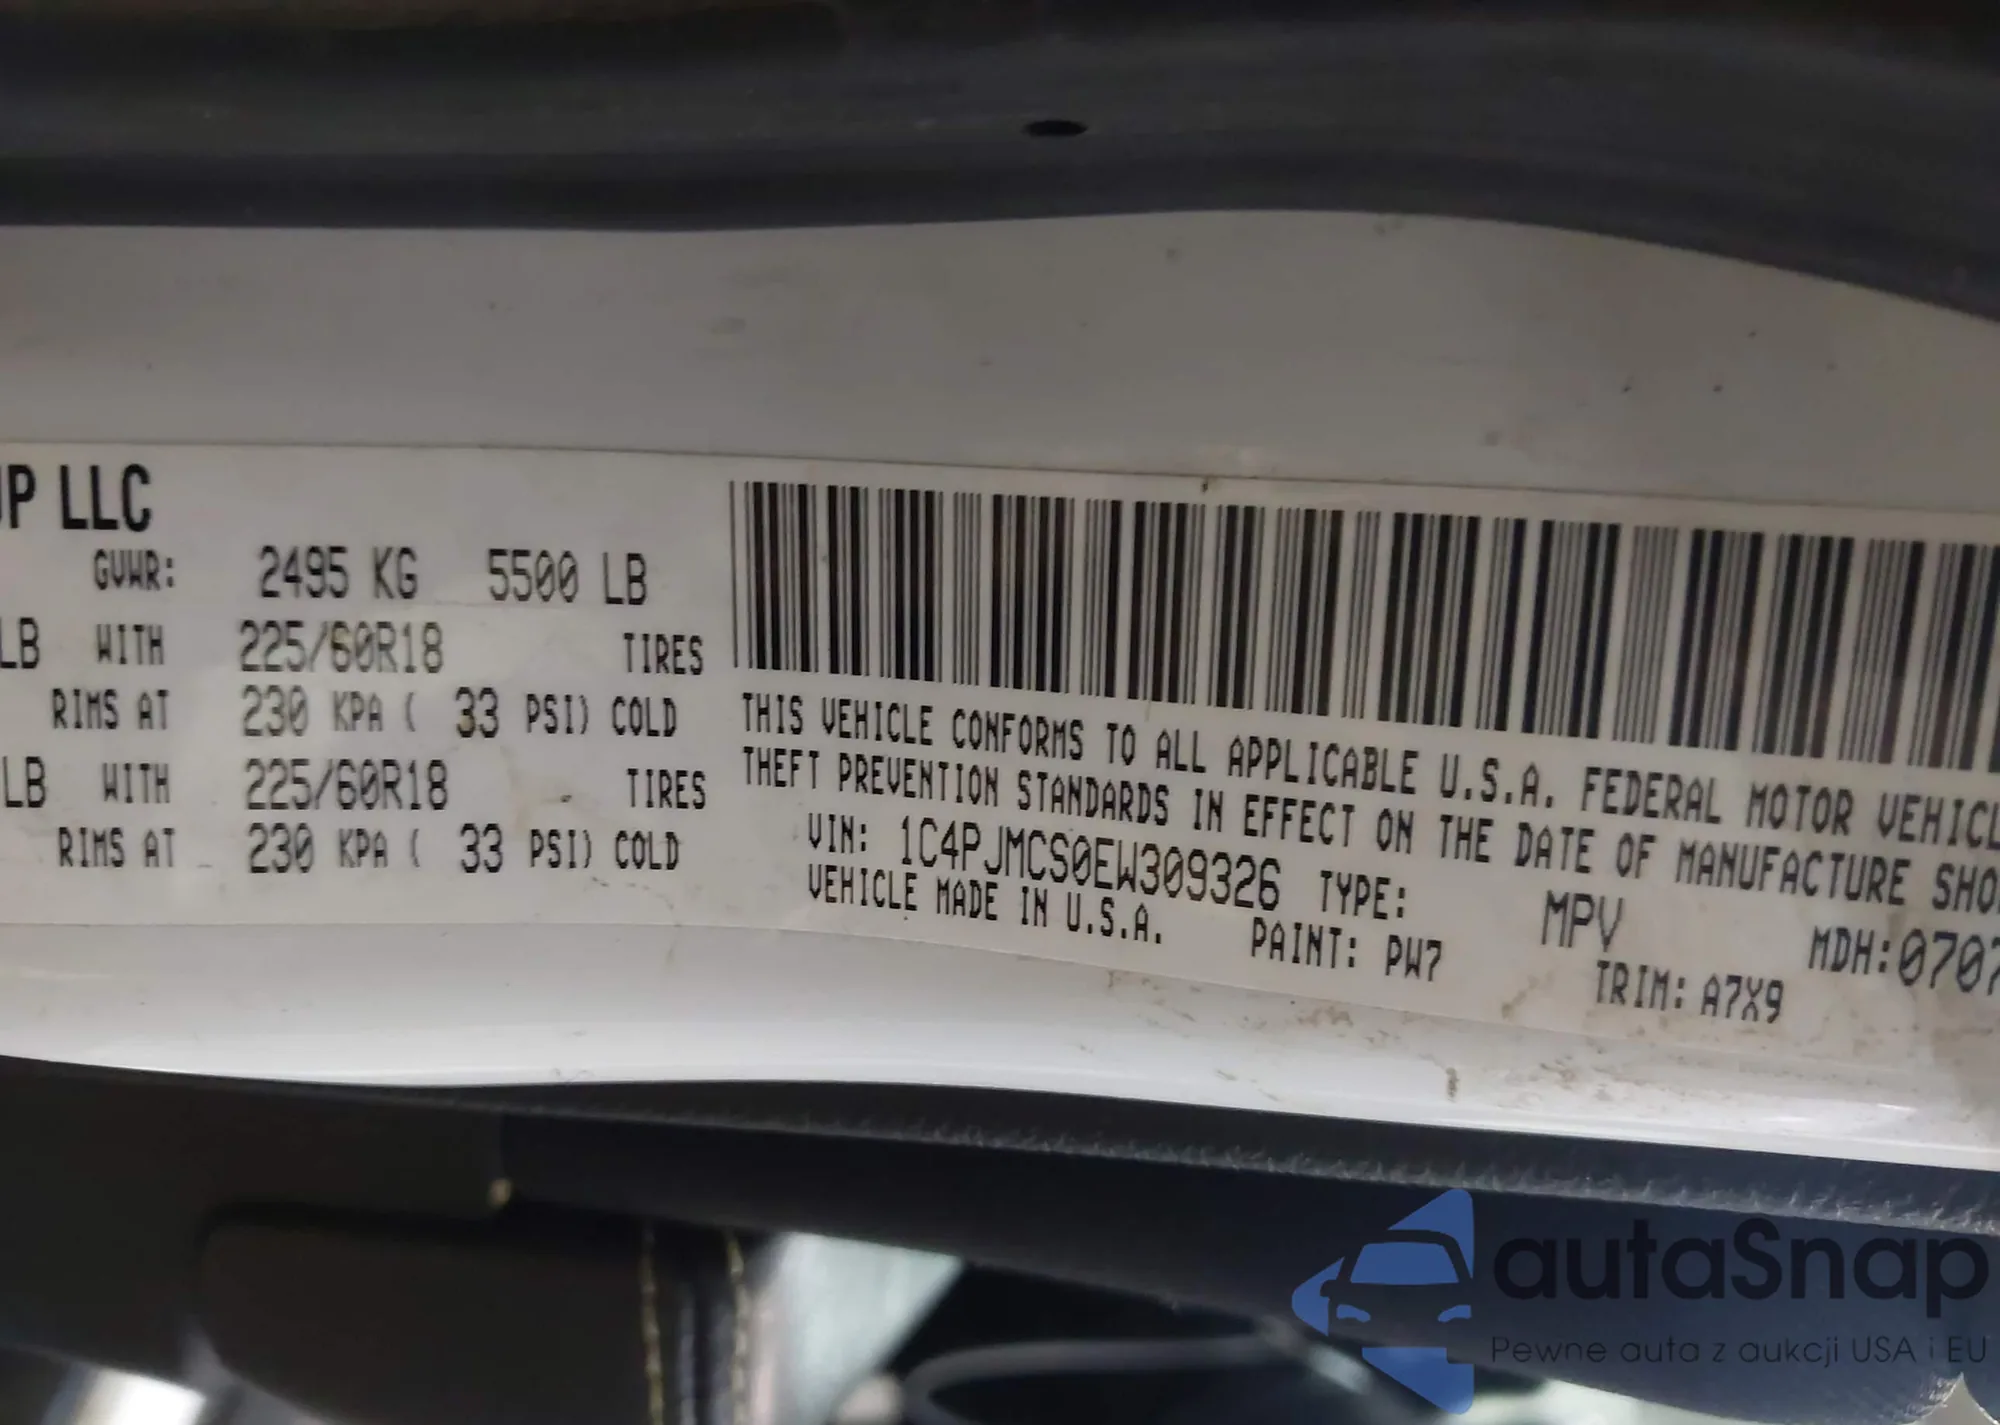 UP LLC
GVWR: 2495 KG 5500 LB
LB WITH 225/60R18 TIRES
RIMS AT 230 KPA ( 33 PSI) COLD
LB WITH 225/60R18 TIRES
RIMS AT 230 KPA ( 33 PSI) COLD
THIS VEHICLE CONFORMS TO ALL APPLICABLE U.S.A. FEDERAL MOTOR VEHICL
THEFT PREVENTION STANDARDS IN EFFECT ON THE DATE OF MANUFACTURE SHO
VIN: 1C4PJMCS0EW309326 TYPE: MPV MDH:0707
VEHICLE MADE IN U.S.A. PAINT: PW7 TRIM: A7X9
autaSnap
Pewne auta z aukcji USA i EU